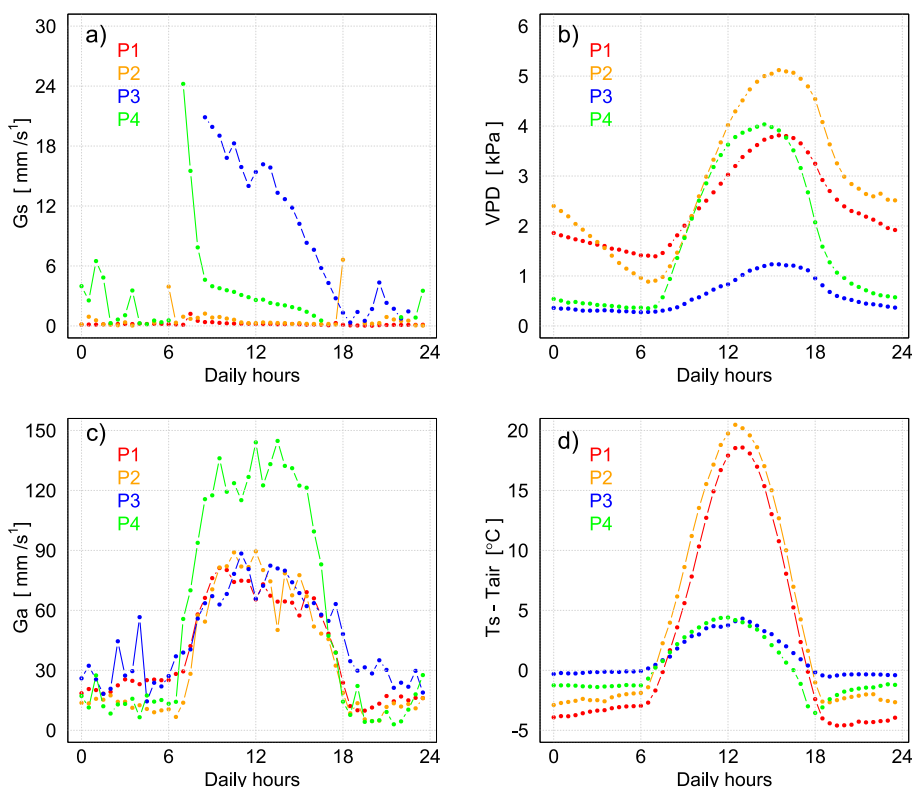 a)
P1
P2
P3
P4
30
24
18
12
6
0
Gs [ mm /s¹]
0 6 12 18 24
Daily hours
b)
P1
P2
P3
P4
6
5
4
3
2
1
0
VPD [ kPa]
0 6 12 18 24
Daily hours
c)
P1
P2
P3
P4
150
120
90
60
30
0
Ga [ mm /s¹]
0 6 12 18 24
Daily hours
d)
P1
P2
P3
P4
20
15
10
5
0
-5
Ts - Tair [°C]
0 6 12 18 24
Daily hours